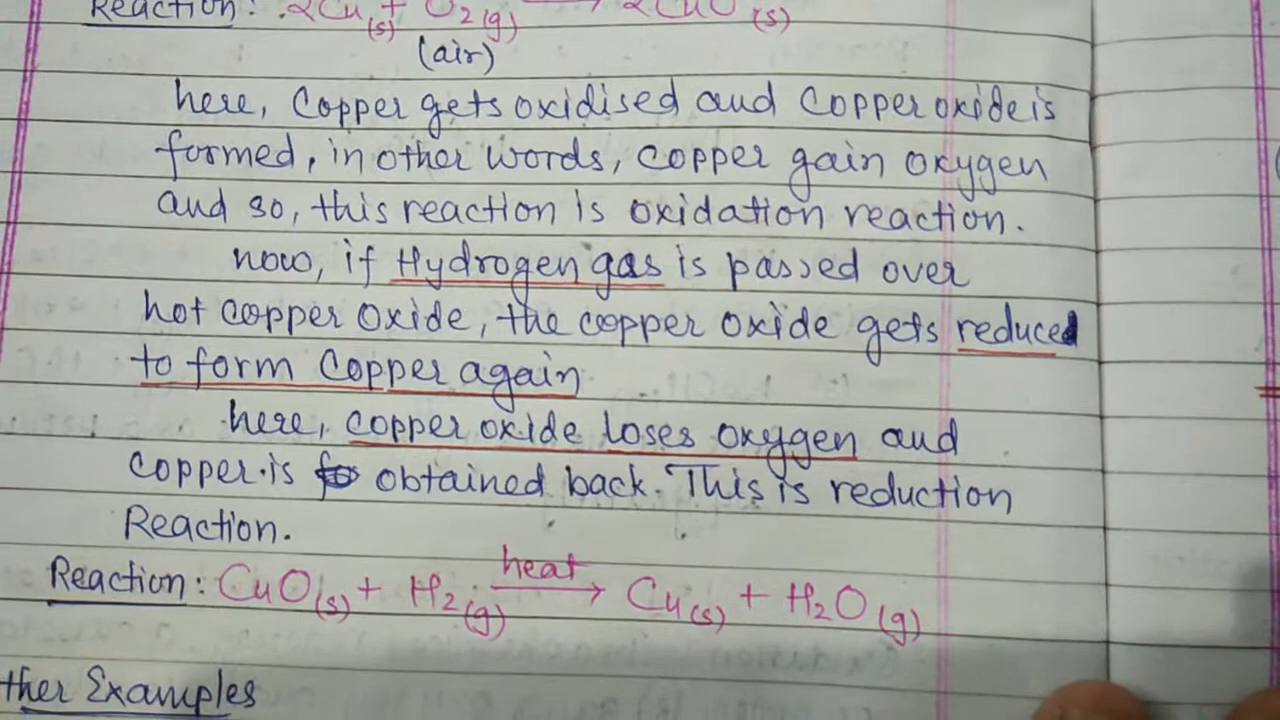 Reaction: 2Cu(s) + O2(g) → 2CuO(s)
(air)
here, Copper gets oxidised and copper oxide is
formed, in other words, copper gain oxygen
and so, this reaction is oxidation reaction.
now, if Hydrogen gas is passed over
hot copper oxide, the copper oxide gets reduced
to form Copper again
here, copper oxide loses oxygen and
copper is obtained back. This is reduction
Reaction.
heat
Reaction: CuO(s) + H2(g) → Cu(s) + H2O(g)
ther Examples